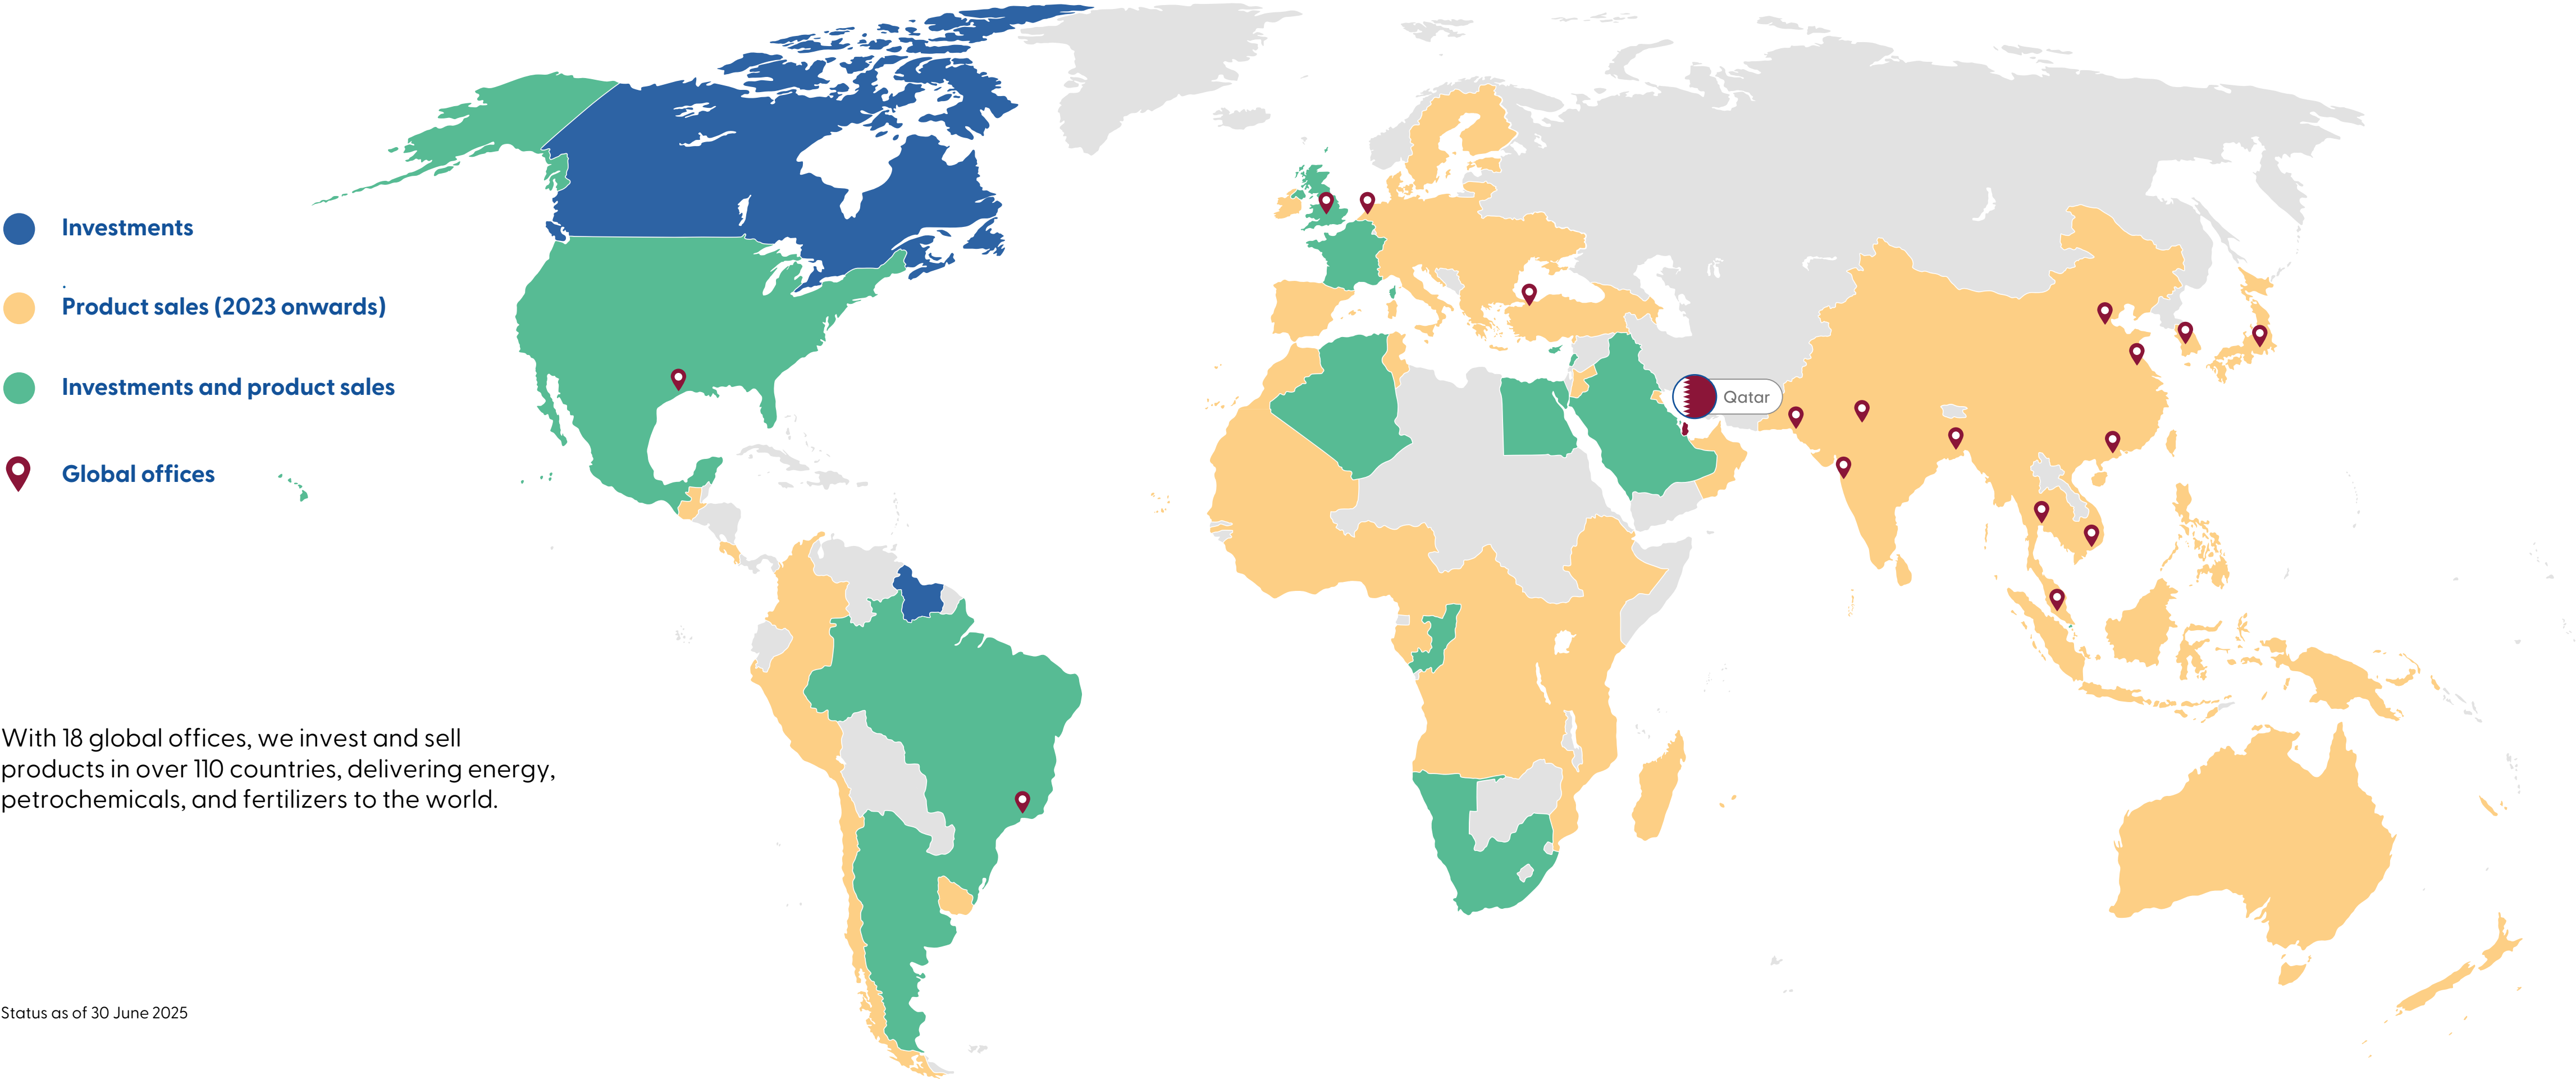 Investments
Product sales (2023 onwards)
Investments and product sales
Global offices
Qatar
With 18 global offices, we invest and sell
products in over 110 countries, delivering energy,
petrochemicals, and fertilizers to the world.
Status as of 30 June 2025